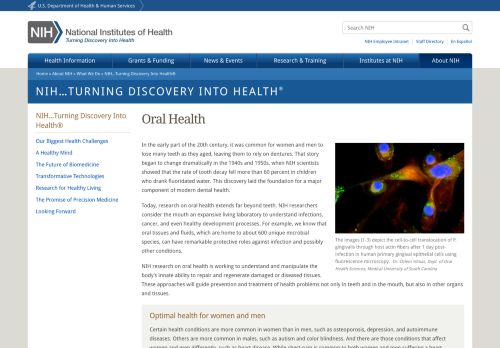 U.S. Department of Health & Human Services
NIH National Institutes of Health
Turning Discovery Into Health
Search NIH
NIH Employee Intranet | Staff Directory | En Español
Health Information
Grants & Funding
News & Events
Research & Training
Institutes at NIH
About NIH
Home » About NIH » What We Do » NIH…Turning Discovery Into Health®
NIH…TURNING DISCOVERY INTO HEALTH®
NIH…Turning Discovery Into
Health®
Our Biggest Health Challenges
A Healthy Mind
The Future of Biomedicine
Transformative Technologies
Research for Healthy Living
The Promise of Precision Medicine
Looking Forward
Oral Health
In the early part of the 20th century, it was common for women and men to
lose many teeth as they aged, leaving them to rely on dentures. That story
began to change dramatically in the 1940s and 1950s, when NIH scientists
showed that the rate of tooth decay fell more than 60 percent in children
who drank fluoridated water. This discovery laid the foundation for a major
component of modern dental health.
Today, research on oral health extends far beyond teeth. NIH researchers
consider the mouth an expansive living laboratory to understand infections,
cancer, and even healthy development processes. For example, we know that
oral tissues and fluids, which are home to about 600 unique microbial
species, can have remarkable protective roles against infection and possibly
other conditions.
NIH research on oral health is working to understand and manipulate the
body's innate ability to repair and regenerate damaged or diseased tissues.
These approaches will guide prevention and treatment of health problems not only in teeth and in the mouth, but also in other organs
and tissues.
The images (1-3) depict the cell-to-cell translocation of P.
gingivalis through host actin fibers after 1 day post-
infection in human primary gingival epithelial cells using
fluorescence microscopy. Dr. Özlem Yilmaz, Dept. of Oral
Health Sciences, Medical University of South Carolina
Optimal health for women and men
Certain health conditions are more common in women than in men, such as osteoporosis, depression, and autoimmune
diseases. Others are more common in males, such as autism and color blindness. And there are those conditions that affect